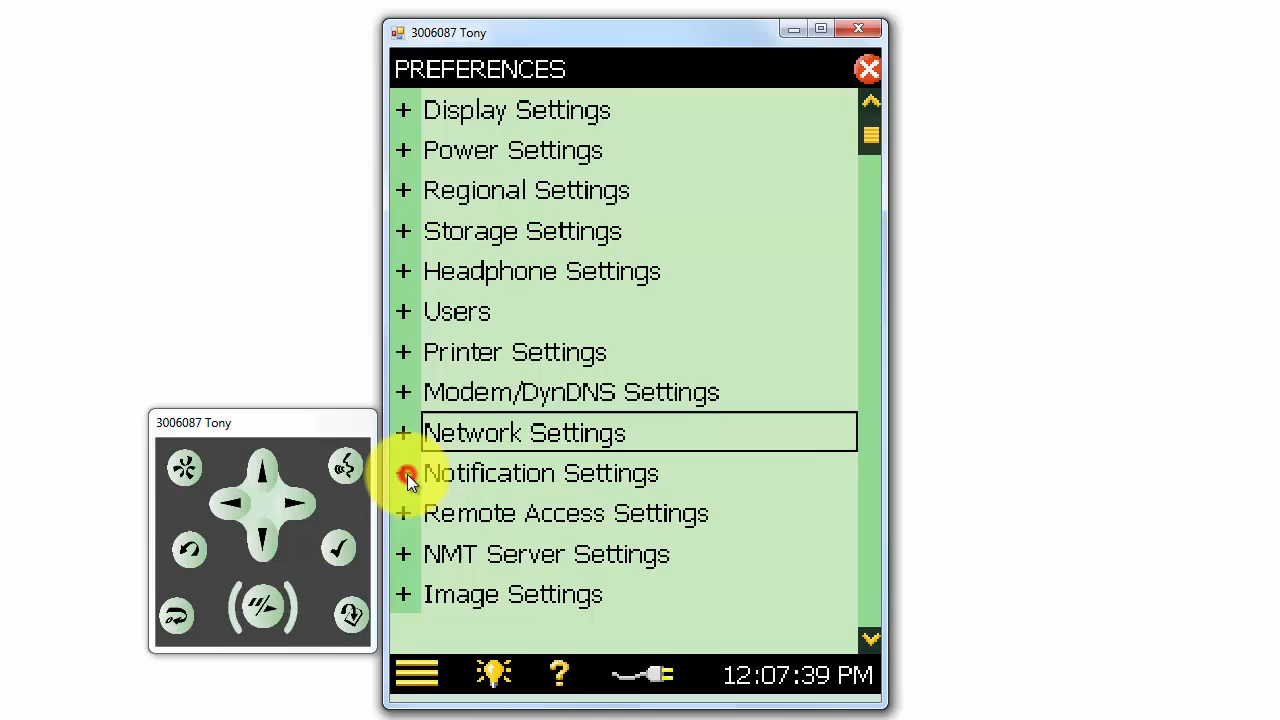 3006087 Tony
PREFERENCES
+ Display Settings
+ Power Settings
+ Regional Settings
+ Storage Settings
+ Headphone Settings
+ Users
+ Printer Settings
+ Modem/DynDNS Settings
+ Network Settings
Notification Settings
+ Remote Access Settings
+ NMT Server Settings
+ Image Settings
? 12:07:39 PM
3006087 Tony